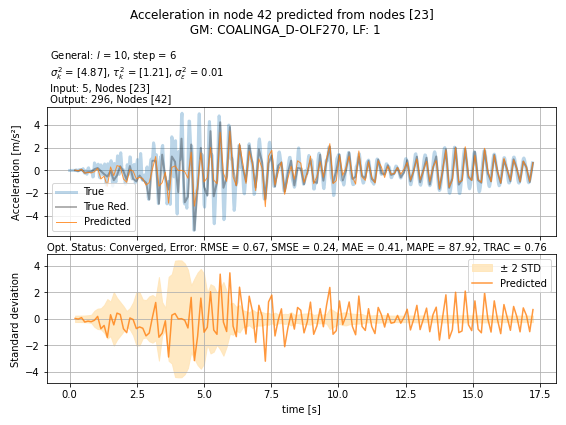 Acceleration in node 42 predicted from nodes [23]
GM: COALINGA_D-OLF270, LF: 1
General: l = 10, step = 6
σ²ₖ = [4.87], τ²ₖ = [1.21], σ²ε = 0.01
Input: 5, Nodes [23]
Output: 296, Nodes [42]
Acceleration [m/s²]
4
2
0
−2
−4
True
True Red.
Predicted
Opt. Status: Converged, Error: RMSE = 0.67, SMSE = 0.24, MAE = 0.41, MAPE = 87.92, TRAC = 0.76
Standard deviation
4
2
0
−2
−4
± 2 STD
Predicted
0.0 2.5 5.0 7.5 10.0 12.5 15.0 17.5
time [s]